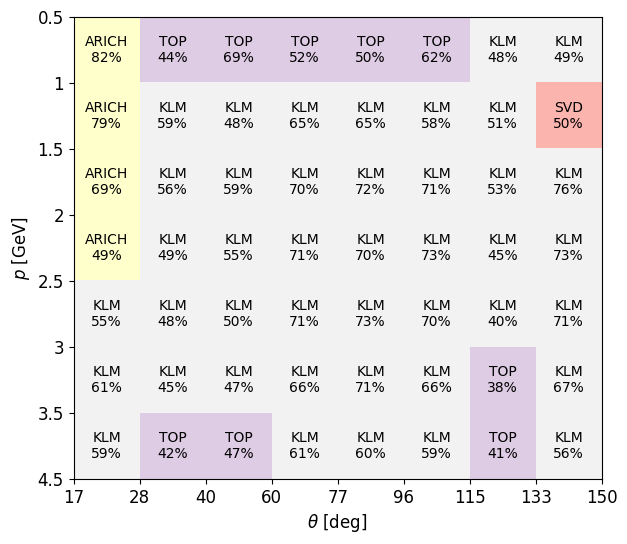 0.5
ARICH TOP TOP TOP TOP TOP KLM KLM
82% 44% 69% 52% 50% 62% 48% 49%
1
ARICH KLM KLM KLM KLM KLM KLM SVD
79% 59% 48% 65% 65% 58% 51% 50%
1.5
ARICH KLM KLM KLM KLM KLM KLM KLM
69% 56% 59% 70% 72% 71% 53% 76%
2
ARICH KLM KLM KLM KLM KLM KLM KLM
49% 49% 55% 71% 70% 73% 45% 73%
p [GeV]
2.5
KLM KLM KLM KLM KLM KLM KLM KLM
55% 48% 50% 71% 73% 70% 40% 71%
3
KLM KLM KLM KLM KLM KLM TOP KLM
61% 45% 47% 66% 71% 66% 38% 67%
3.5
KLM TOP TOP KLM KLM KLM TOP KLM
59% 42% 47% 61% 60% 59% 41% 56%
4.5
17 28 40 60 77 96 115 133 150
θ [deg]